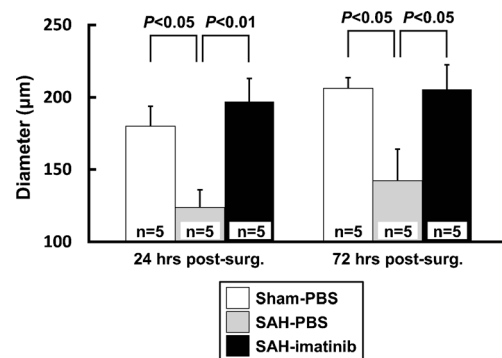 P<0.05 P<0.01 P<0.05 P<0.05
250
200
150
100
Diameter (μm)
n=5 n=5 n=5 n=5 n=5 n=5
24 hrs post-surg. 72 hrs post-surg.
Sham-PBS
SAH-PBS
SAH-imatinib